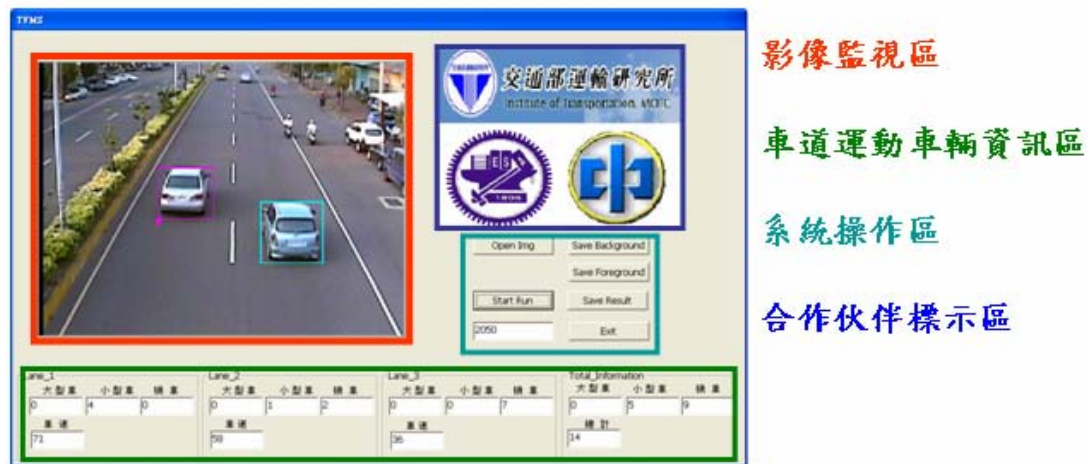 TVMS
交通部運輸研究所
Institute of Transportation, MOTC
Open Img
Save Background
Save Foreground
Start Run
Save Result
2050
Exit
Lane_1
大型車 小型車 機車
0 4 0
車速
71
Lane_2
大型車 小型車 機車
0 1 2
車速
58
Lane_3
大型車 小型車 機車
0 0 7
車速
36
Total_Information
大型車 小型車 機車
0 5 9
總計
14
影像監視區
車道運動車輛資訊區
系統操作區
合作伙伴標示區